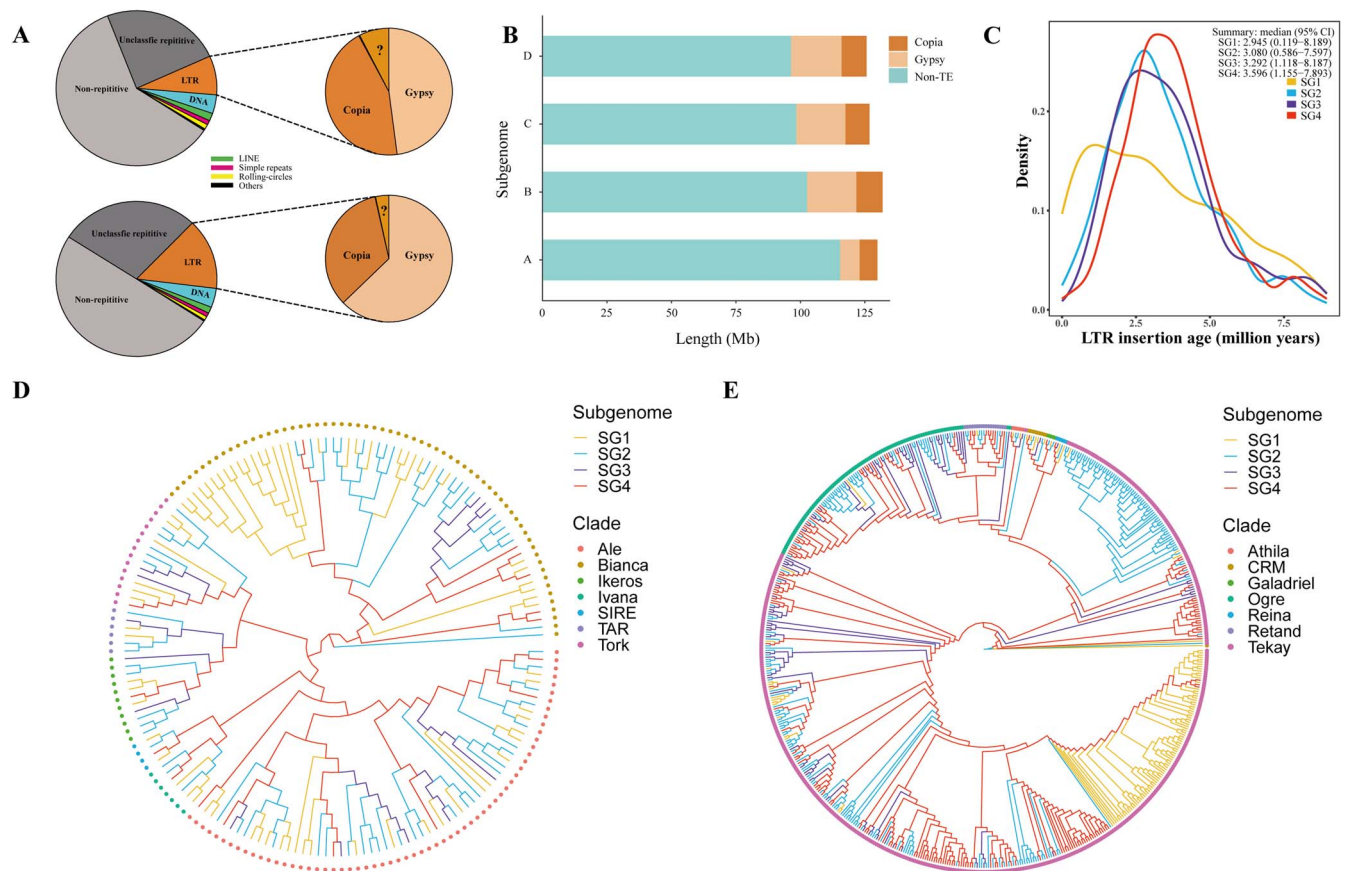 A
Unclassfie repititive
LTR
DNA
Non-repititive
?
Copia
Gypsy
LINE
Simple repeats
Rolling-circles
Others
Unclassfie repititive
LTR
DNA
Non-repititive
?
Copia
Gypsy
B
Subgenome
D
C
B
A
0
25
50
75
100
125
Length (Mb)
Copia
Gypsy
Non-TE
C
Summary: median (95% CI)
SG1: 2.945 (0.119−8.189)
SG2: 3.080 (0.586−7.597)
SG3: 3.292 (1.118−8.187)
SG4: 3.596 (1.155−7.893)
SG1
SG2
SG3
SG4
Density
0.2
0.1
0.0
0.0
2.5
5.0
7.5
LTR insertion age (million years)
D
Subgenome
SG1
SG2
SG3
SG4
Clade
Ale
Bianca
Ikeros
Ivana
SIRE
TAR
Tork
E
Subgenome
SG1
SG2
SG3
SG4
Clade
Athila
CRM
Galadriel
Ogre
Reina
Retand
Tekay